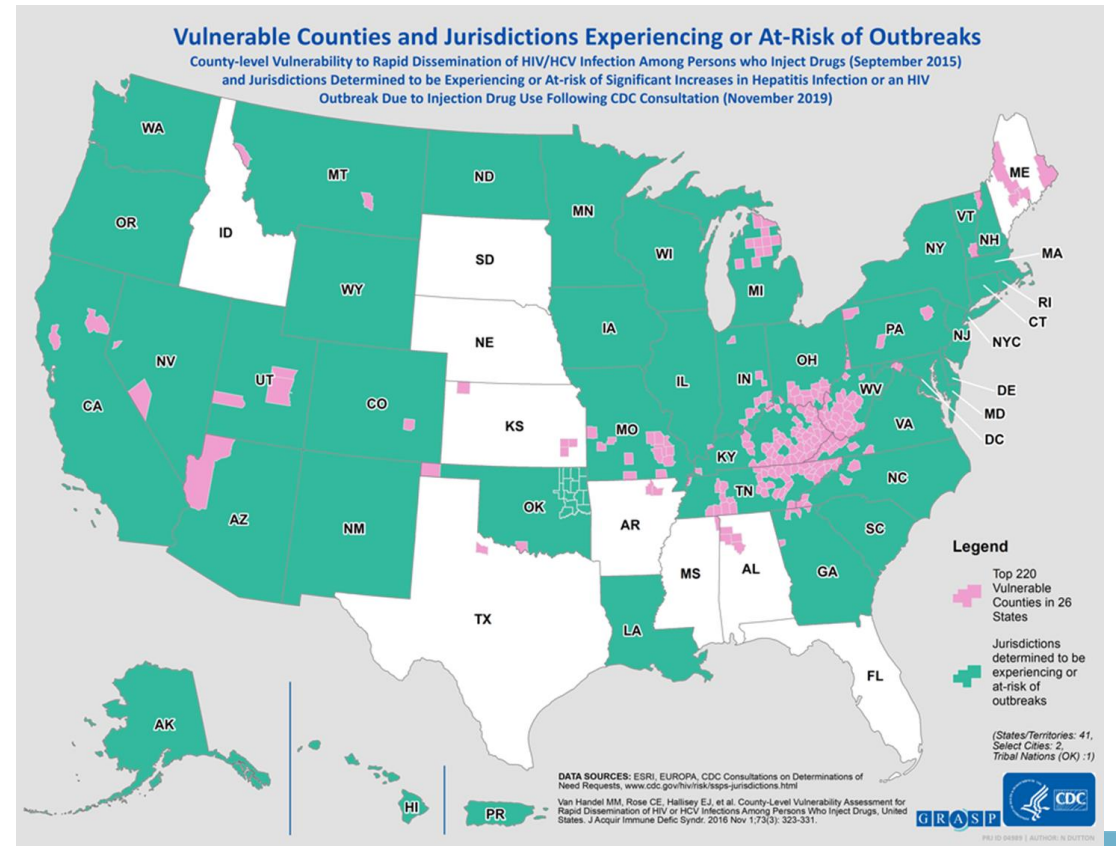 Vulnerable Counties and Jurisdictions Experiencing or At-Risk of Outbreaks
County-level Vulnerability to Rapid Dissemination of HIV/HCV Infection Among Persons who Inject Drugs (September 2015)
and Jurisdictions Determined to be Experiencing or At-risk of Significant Increases in Hepatitis Infection or an HIV
Outbreak Due to Injection Drug Use Following CDC Consultation (November 2019)
WA
MT
ND
MN
ME
OR
ID
SD
WI
VT
NH
NY
MA
WY
MI
RI
IA
PA
CT
NE
NJ
NYC
NV
UT
CO
IL
IN
OH
WV
DE
CA
KS
MO
KY
VA
MD
DC
AZ
NM
OK
TN
NC
AR
SC
MS
AL
GA
TX
LA
FL
AK
HI
PR
Legend
Top 220
Vulnerable
Counties in 26
States
Jurisdictions
determined to be
experiencing or
at-risk of
outbreaks
(States/Territories: 41,
Select Cities: 2,
Tribal Nations (OK) :1)
DATA SOURCES: ESRI, EUROPA, CDC Consultations on Determinations of
Need Requests, www.cdc.gov/hiv/risk/ssps-jurisdictions.html
Van Handel MM, Rose CE, Hallisey EJ, et al. County-Level Vulnerability Assessment for
Rapid Dissemination of HIV or HCV Infections Among Persons Who Inject Drugs, United
States. J Acquir Immune Defic Syndr. 2016 Nov 1;73(3): 323-331.
GRASP
CDC